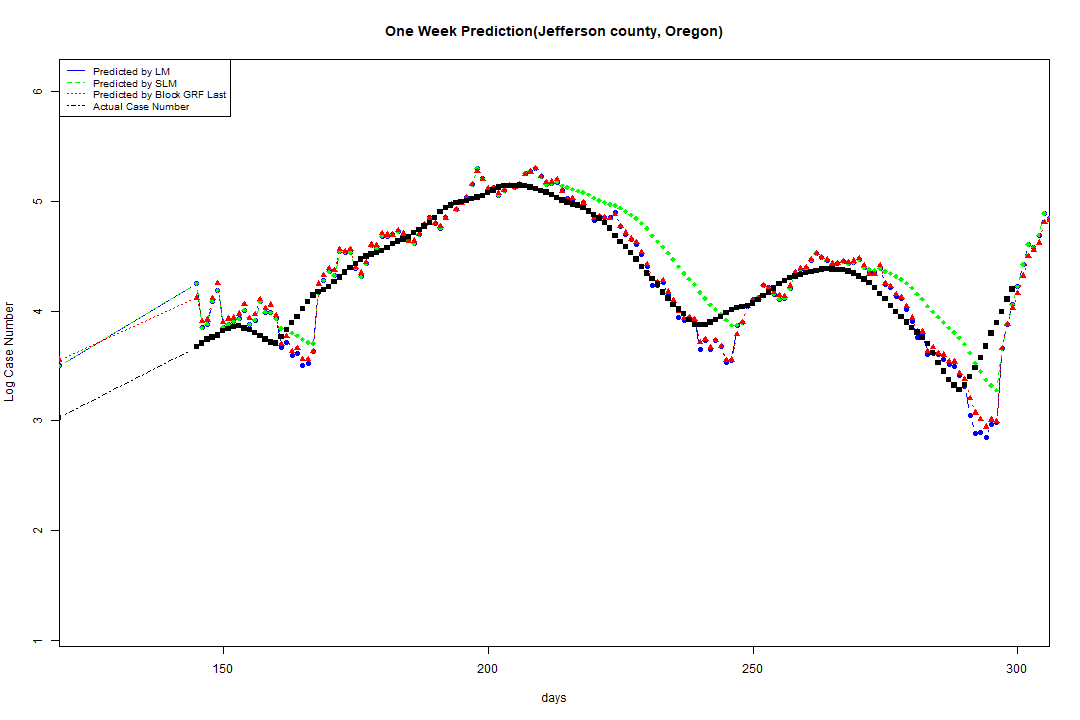 One Week Prediction(Jefferson county, Oregon)
Predicted by LM
Predicted by SLM
Predicted by Block GRF Last
Actual Case Number
6
5
4
3
2
1
Log Case Number
150 200 250 300
days